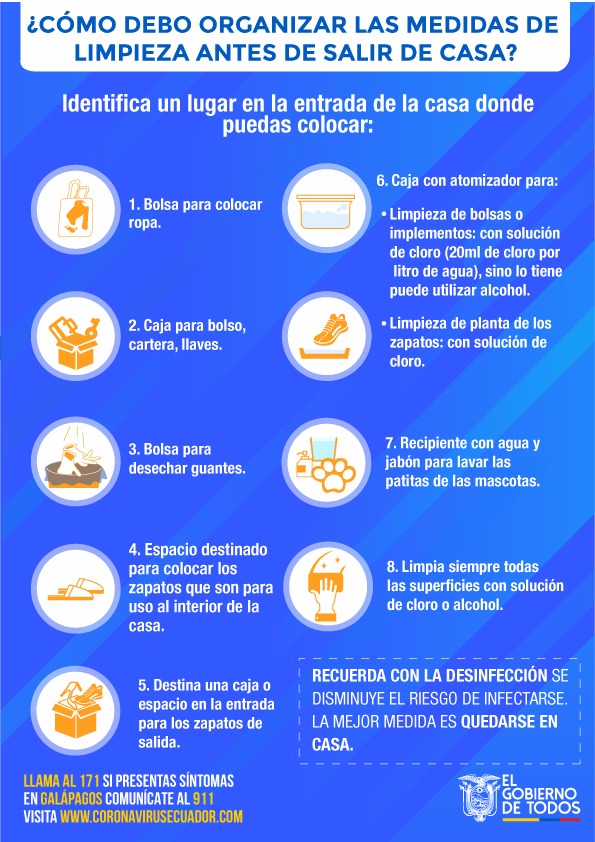 ¿CÓMO DEBO ORGANIZAR LAS MEDIDAS DE
LIMPIEZA ANTES DE SALIR DE CASA?
Identifica un lugar en la entrada de la casa donde
puedas colocar:
1. Bolsa para colocar
ropa.
2. Caja para bolso,
cartera, llaves.
3. Bolsa para
desechar guantes.
4. Espacio destinado
para colocar los
zapatos que son para
uso al interior de la
casa.
5. Destina una caja o
espacio en la entrada
para los zapatos de
salida.
6. Caja con atomizador para:
• Limpieza de bolsas o
implementos: con solución
de cloro (20ml de cloro por
litro de agua), sino lo tiene
puede utilizar alcohol.
• Limpieza de planta de los
zapatos: con solución de
cloro.
7. Recipiente con agua y
jabón para lavar las
patitas de las mascotas.
8. Limpia siempre todas
las superficies con solución
de cloro o alcohol.
RECUERDA CON LA DESINFECCIÓN SE
DISMINUYE EL RIESGO DE INFECTARSE.
LA MEJOR MEDIDA ES QUEDARSE EN
CASA.
LLAMA AL 171 SI PRESENTAS SÍNTOMAS
EN GALÁPAGOS COMUNÍCATE AL 911
VISITA WWW.CORONAVIRUSECUADOR.COM
EL
GOBIERNO
DE TODOS